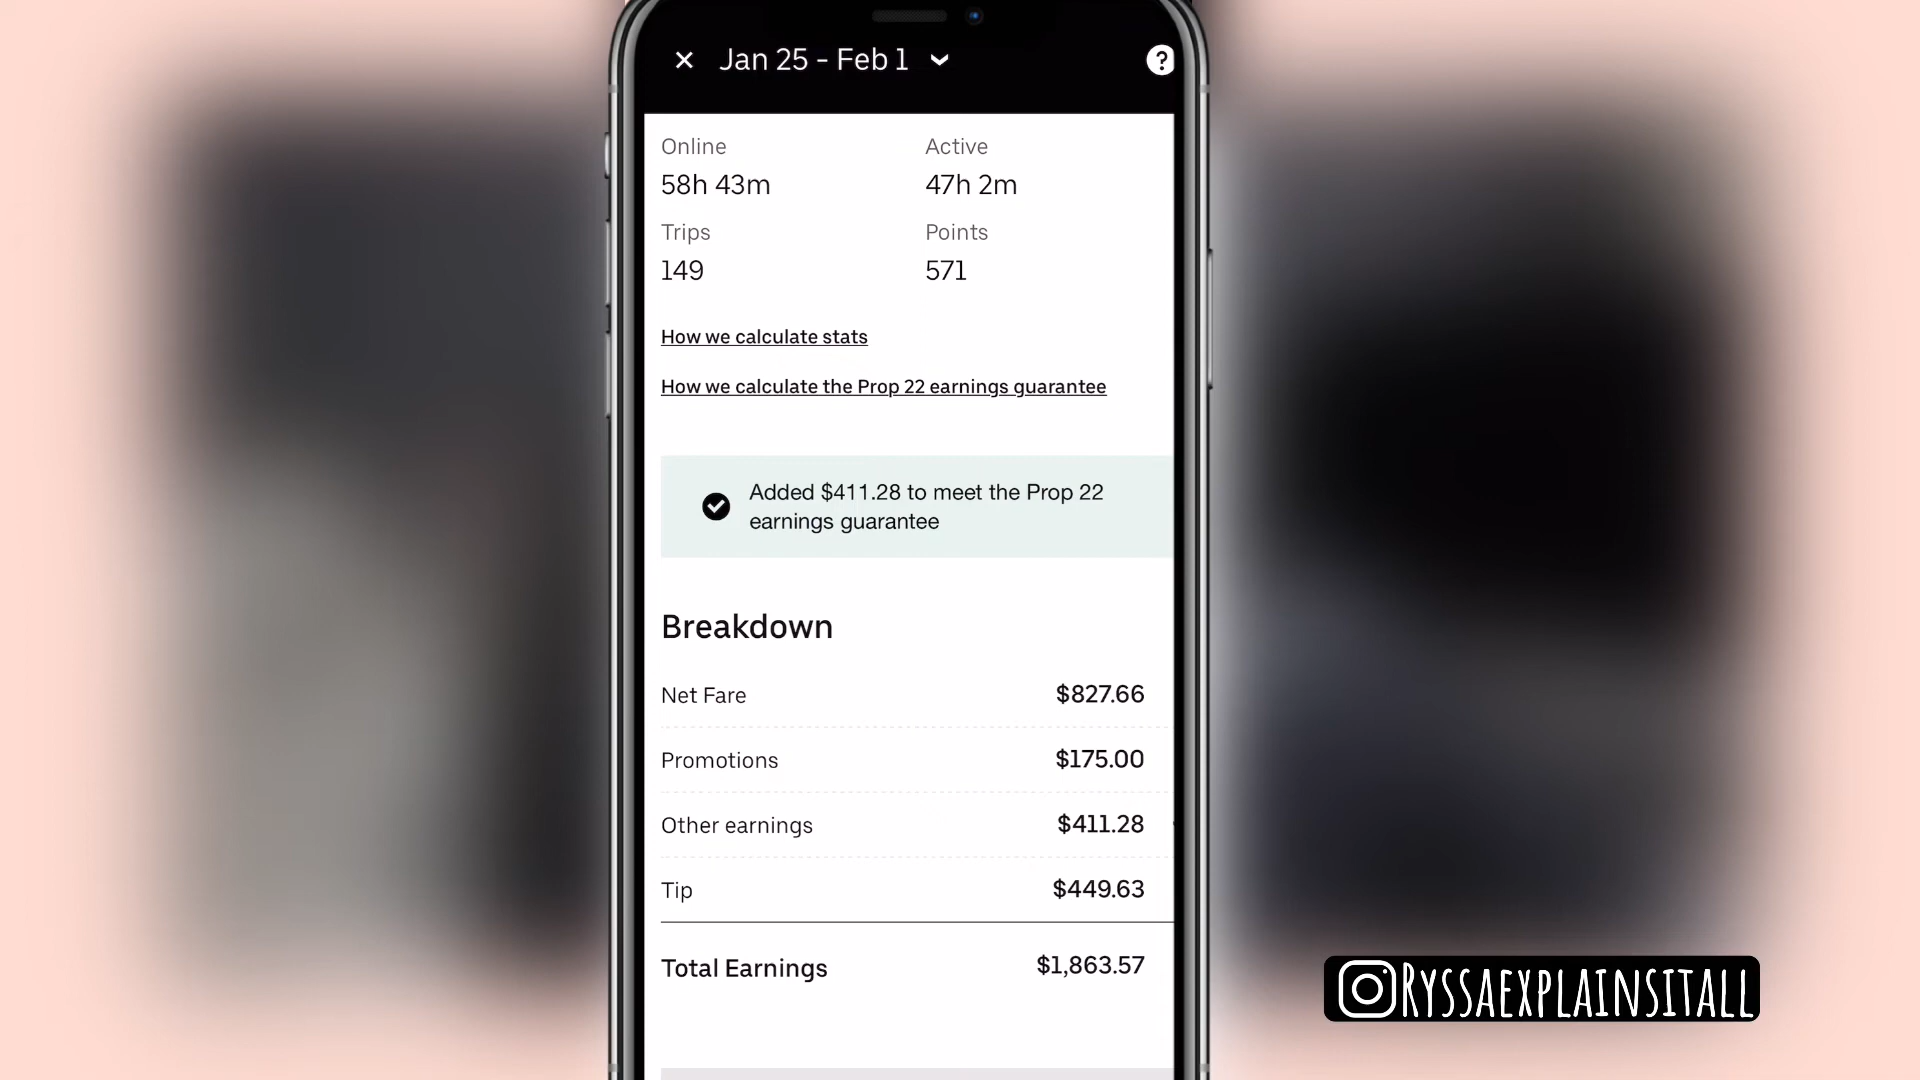 Jan 25 - Feb 1
?
Online Active
58h 43m 47h 2m
Trips Points
149 571
How we calculate stats
How we calculate the Prop 22 earnings guarantee
Added $411.28 to meet the Prop 22
earnings guarantee
Breakdown
Net Fare $827.66
Promotions $175.00
Other earnings $411.28
Tip $449.63
Total Earnings $1,863.57
RYSSAEXPLAINSITALL